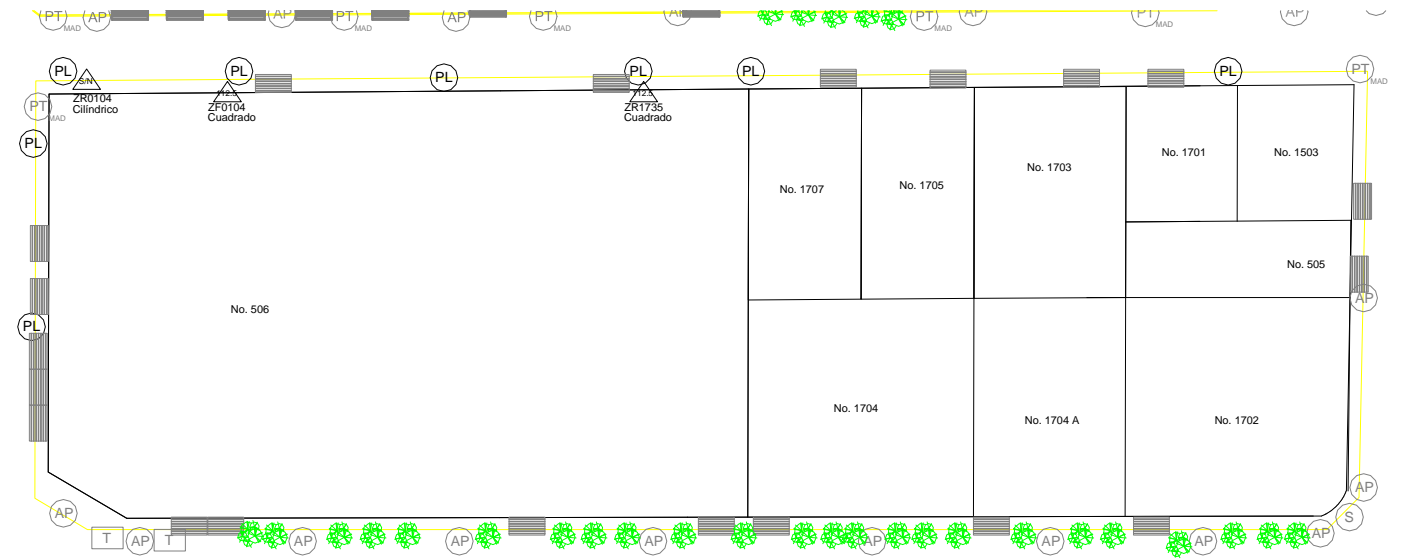 PT
MAD
AP
AP
PT
MAD
AP
PT
MAD
AP
PT
MAD
AP
PT
MAD
AP
PL
S/N
ZR0104
Cilíndrico
PL
ZF0104
Cuadrado
PL
PL
ZR1735
Cuadrado
PL
PL
PT
MAD
PT
MAD
PL
No. 1707
No. 1705
No. 1703
No. 1701
No. 1503
No. 505
No. 506
PL
AP
No. 1704
No. 1704 A
No. 1702
AP
AP
S
T
AP
T
AP
AP
AP
AP
AP
AP
AP